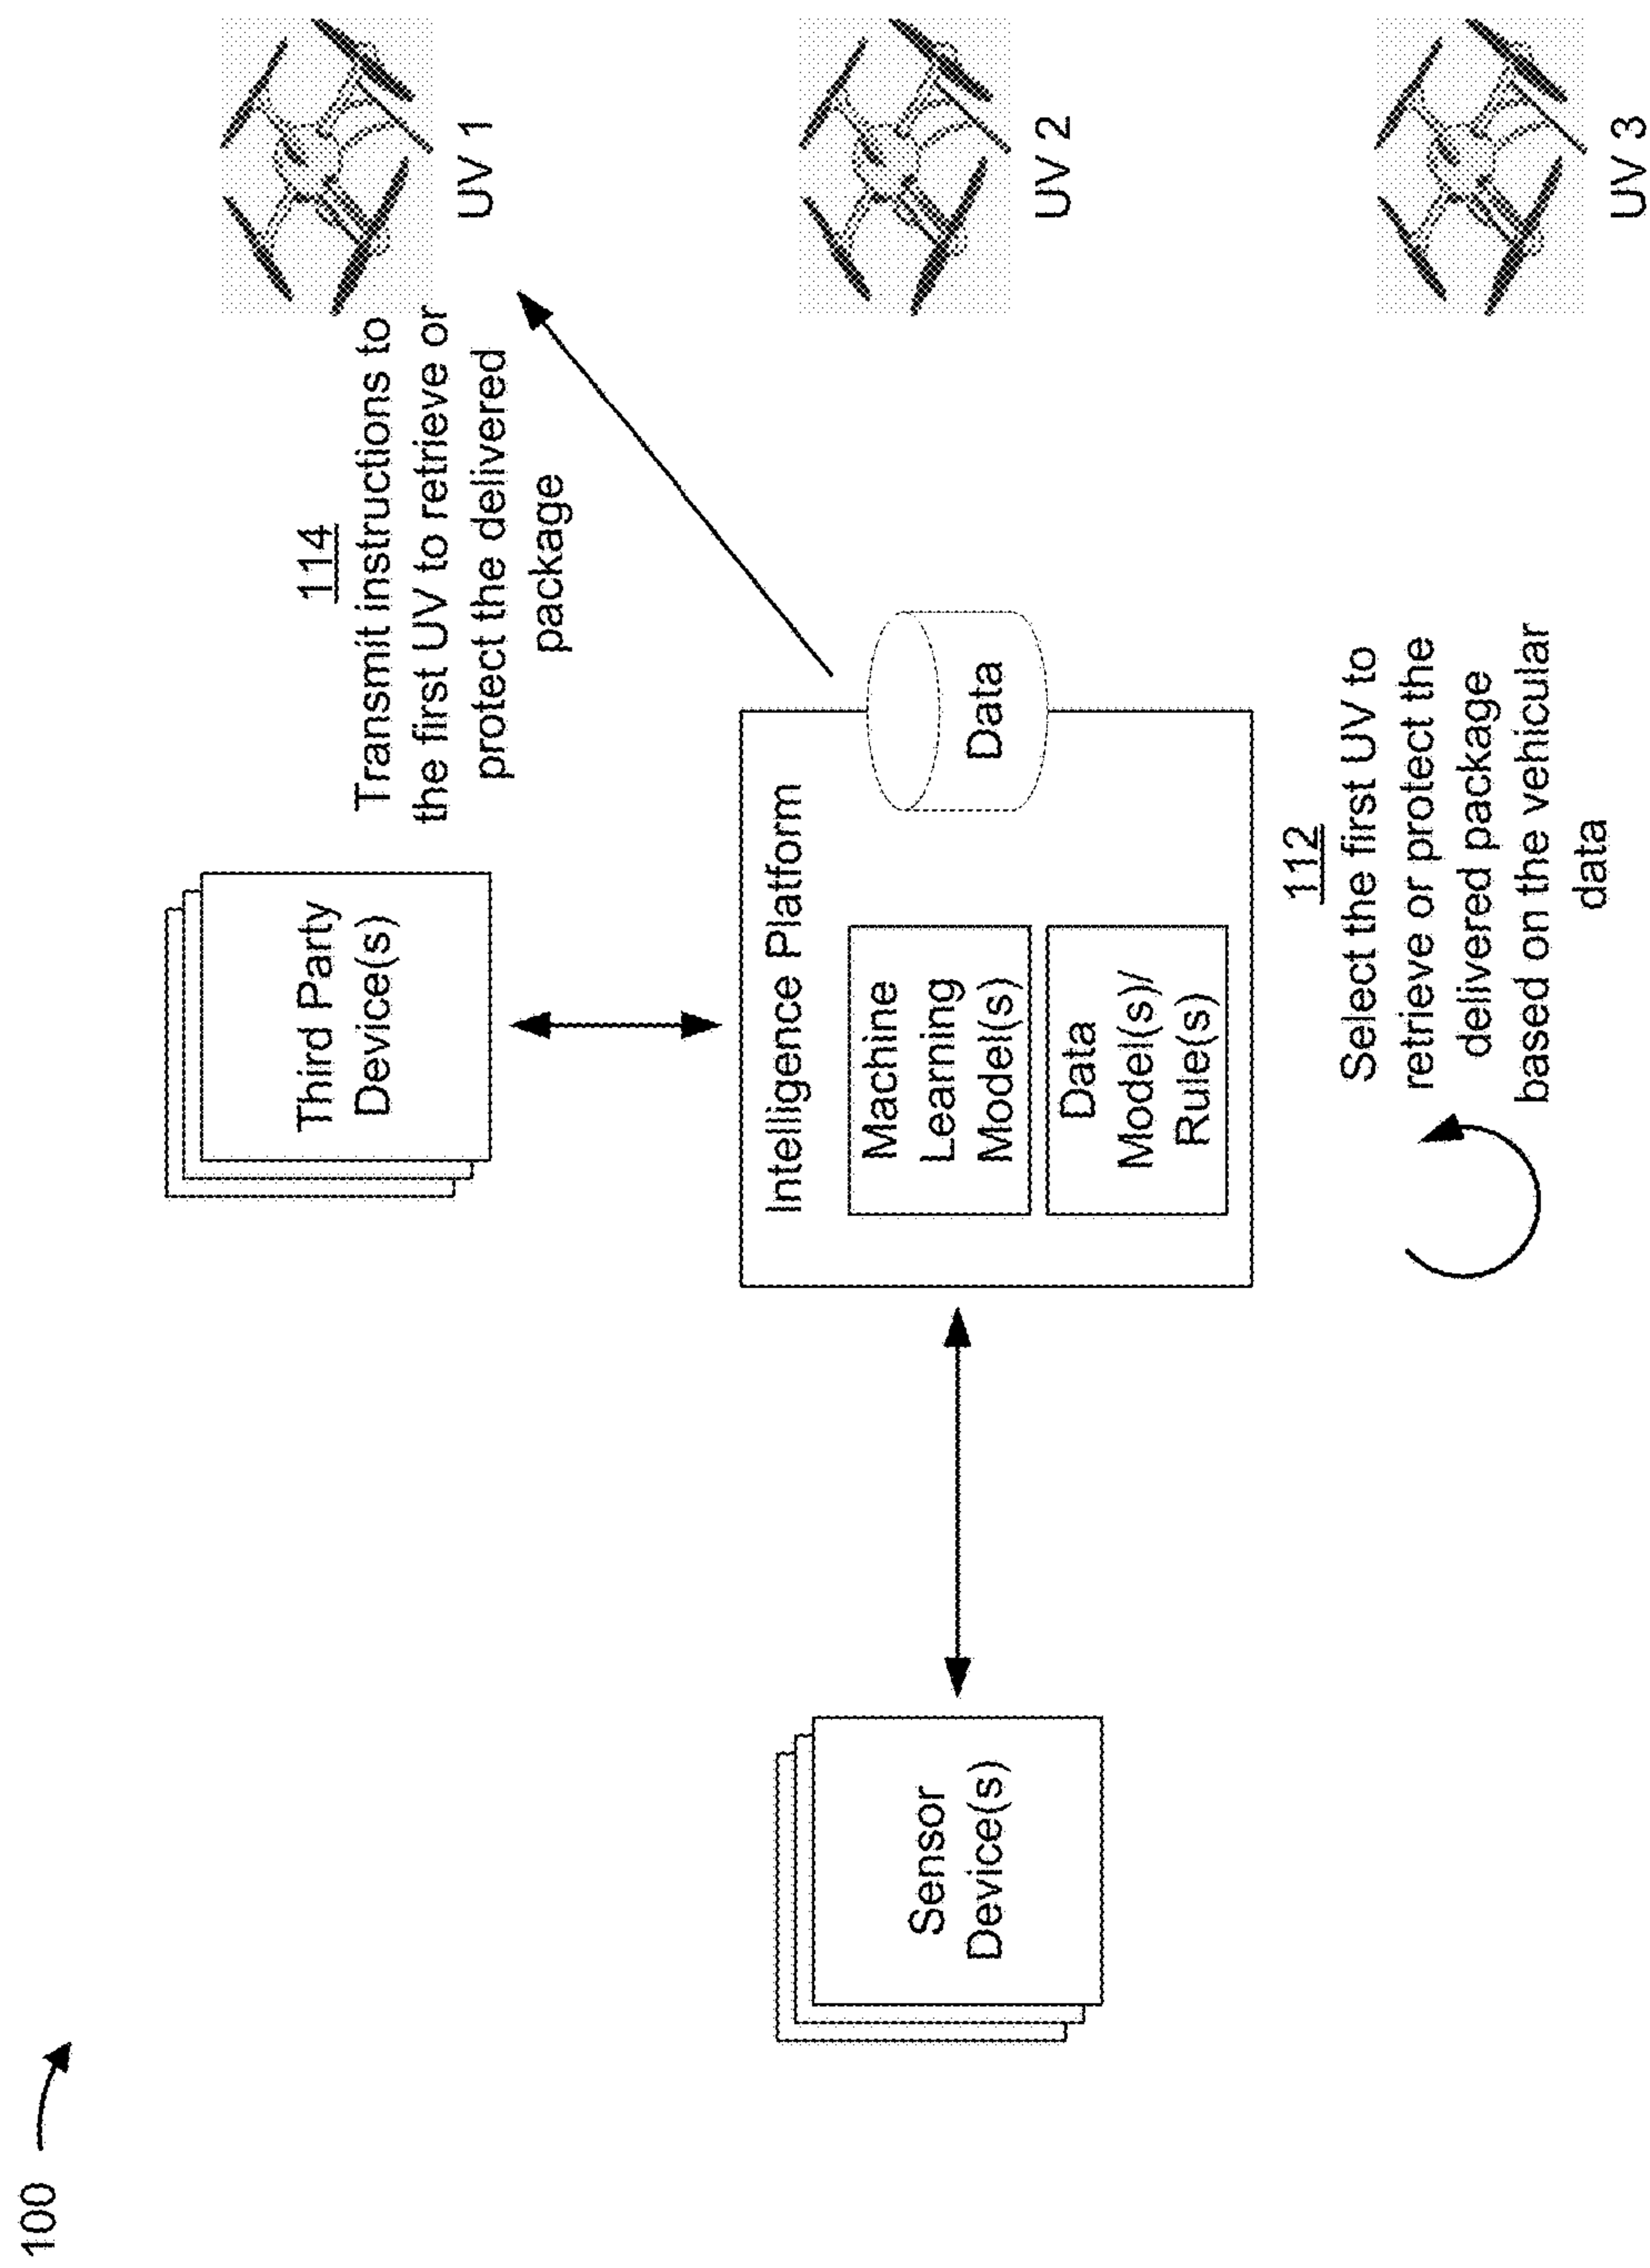 100
Third Party
Device(s)
114
Transmit instructions to
the first UV to retrieve or
protect the delivered
package
UV 1
Sensor
Device(s)
Intelligence Platform
Machine
Learning
Model(s)
Data
Model(s)/
Rule(s)
Data
UV 2
112
Select the first UV to
retrieve or protect the
delivered package
based on the vehicular
data
UV 3